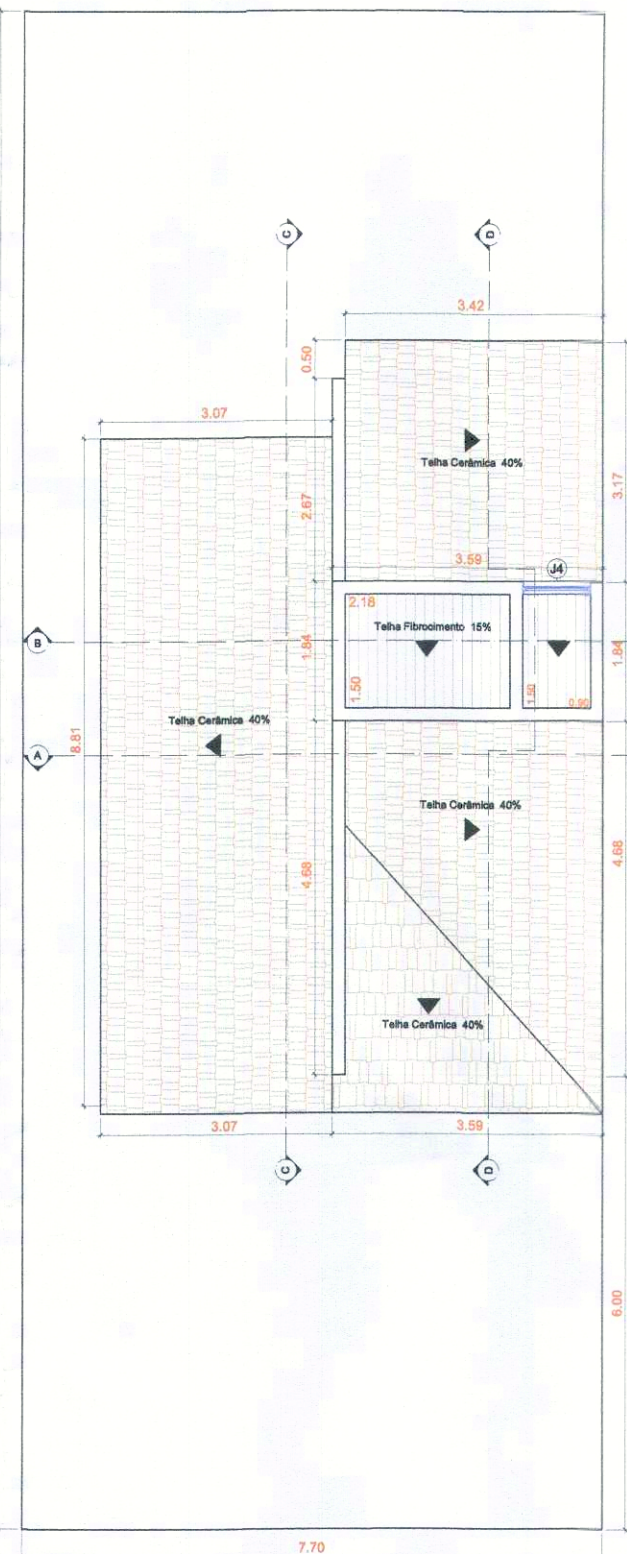 C
D
3.42
0.50
3.07
Telha Cerâmica 40%
2.67
3.17
3.59
J4
2.18
B
Telha Fibrocimento 15%
1.84
1.84
1.50
1.50
0.90
Telha Cerâmica 40%
8.81
A
Telha Cerâmica 40%
4.68
4.68
Telha Cerâmica 40%
3.07
3.59
C
D
6.00
7.70